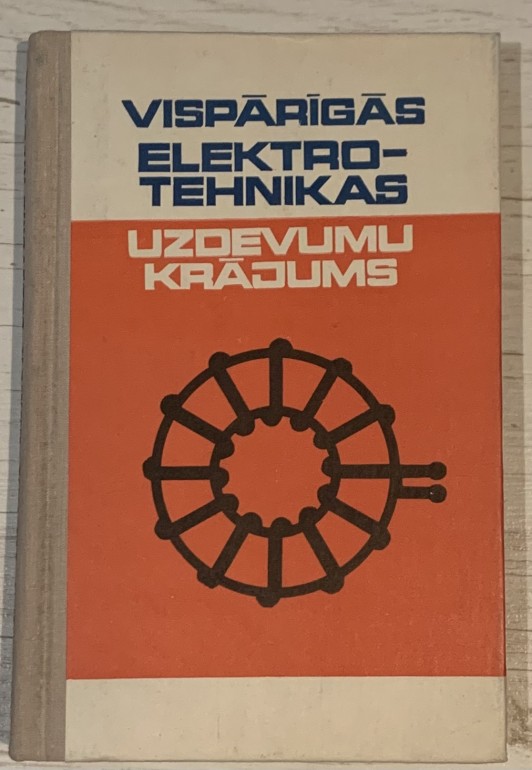 VISPĀRĪGĀS
ELEKTRO-
TEHNIKAS
UZDEVUMU
KRĀJUMS